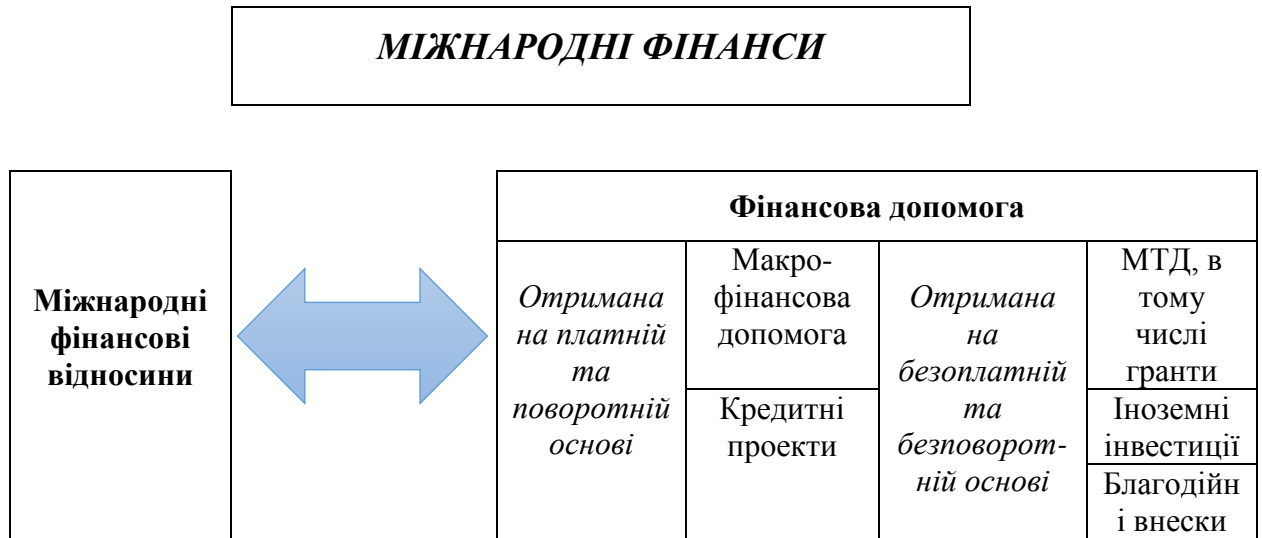 МІЖНАРОДНІ ФІНАНСИ
Міжнародні
фінансові
відносини
Фінансова допомога
Отримана
на платній
та
поворотній
основі
Макро-
фінансова
допомога
Кредитні
проекти
Отримана
на
безоплатній
та
безповорот-
ній основі
МТД, в
тому
числі
гранти
Іноземні
інвестиції
Благодійн
і внески